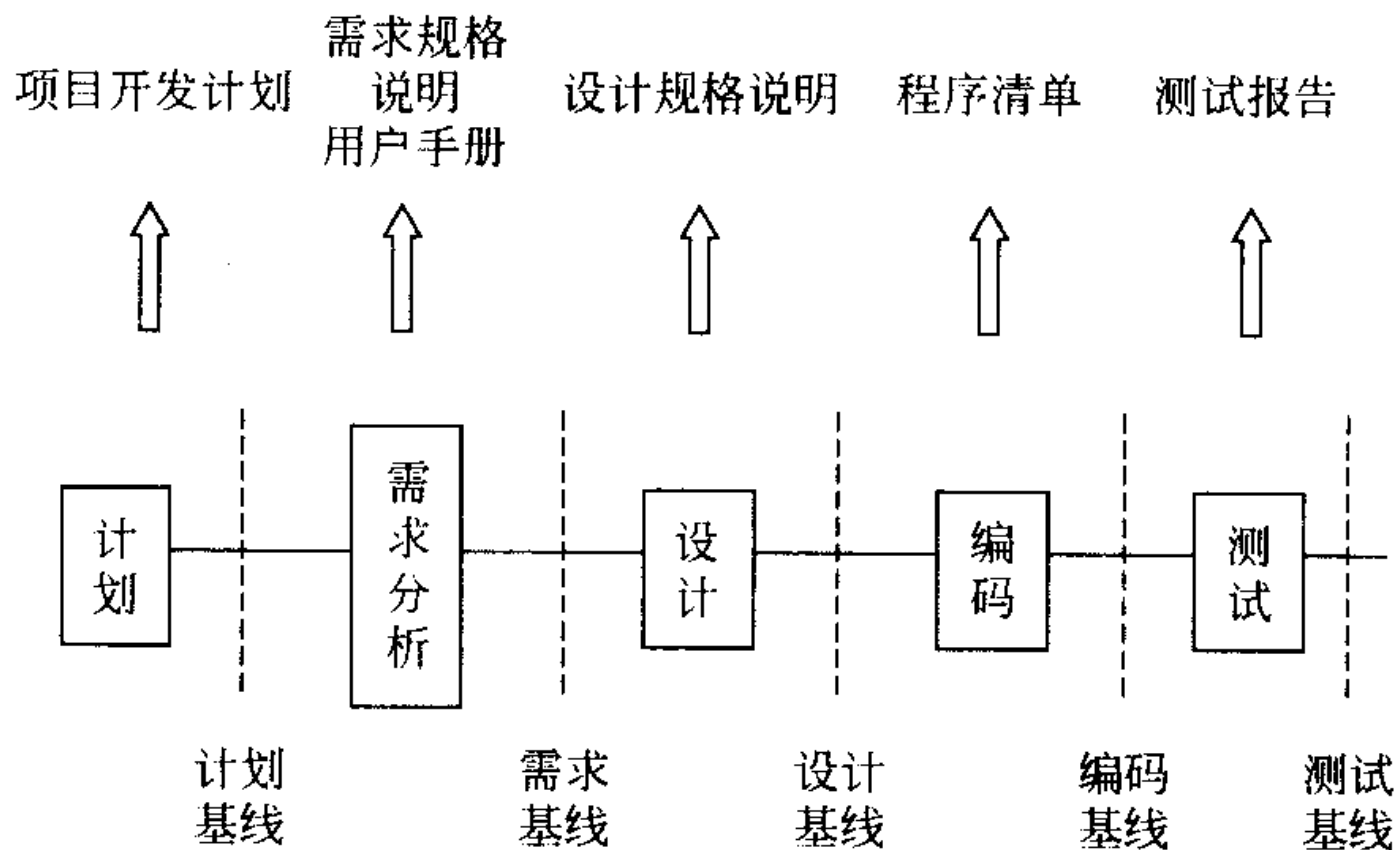 项目开发计划
需求规格
说明
用户手册
设计规格说明
程序清单
测试报告
计
划
需
求
分
析
设
计
编
码
测
试
计划
基线
需求
基线
设计
基线
编码
基线
测试
基线